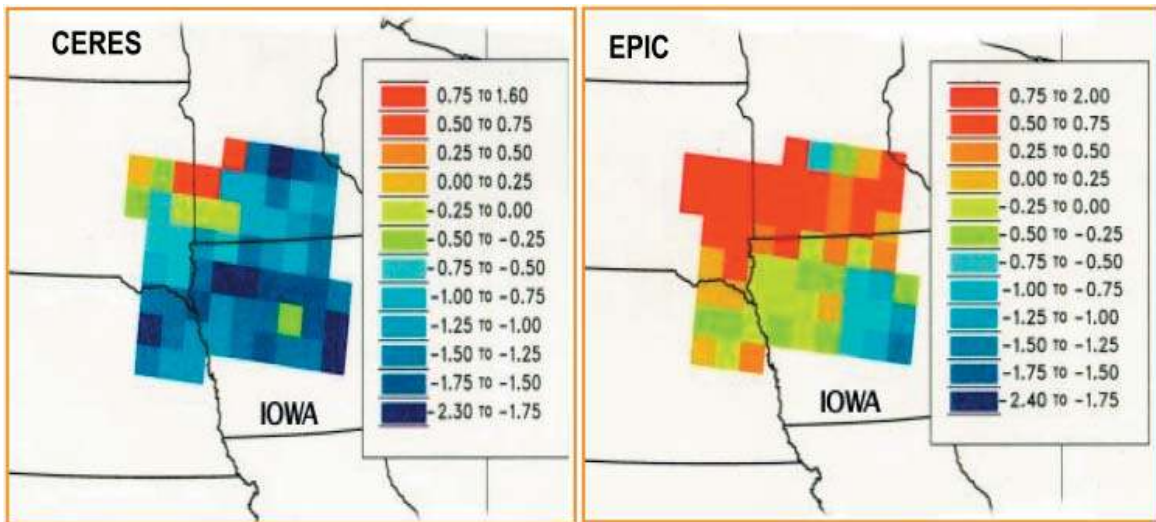 CERES
0.75 TO 1.60
0.50 TO 0.75
0.25 TO 0.50
0.00 TO 0.25
-0.25 TO 0.00
-0.50 TO -0.25
-0.75 TO -0.50
-1.00 TO -0.75
-1.25 TO -1.00
-1.50 TO -1.25
-1.75 TO -1.50
-2.30 TO -1.75
IOWA
EPIC
0.75 TO 2.00
0.50 TO 0.75
0.25 TO 0.50
0.00 TO 0.25
-0.25 TO 0.00
-0.50 TO -0.25
-0.75 TO -0.50
-1.00 TO -0.75
-1.25 TO -1.00
-1.50 TO -1.25
-1.75 TO -1.50
-2.40 TO -1.75
IOWA